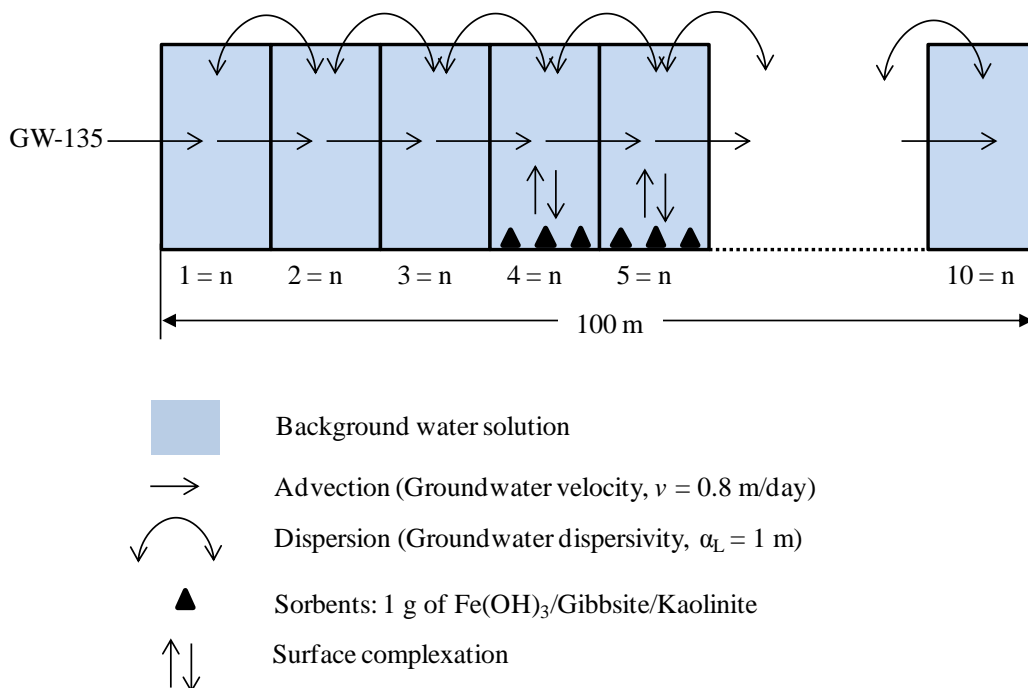 GW-135
1 = n 2 = n 3 = n 4 = n 5 = n 10 = n
100 m
Background water solution
Advection (Groundwater velocity, v = 0.8 m/day)
Dispersion (Groundwater dispersivity, αL = 1 m)
Sorbents: 1 g of Fe(OH)3/Gibbsite/Kaolinite
Surface complexation